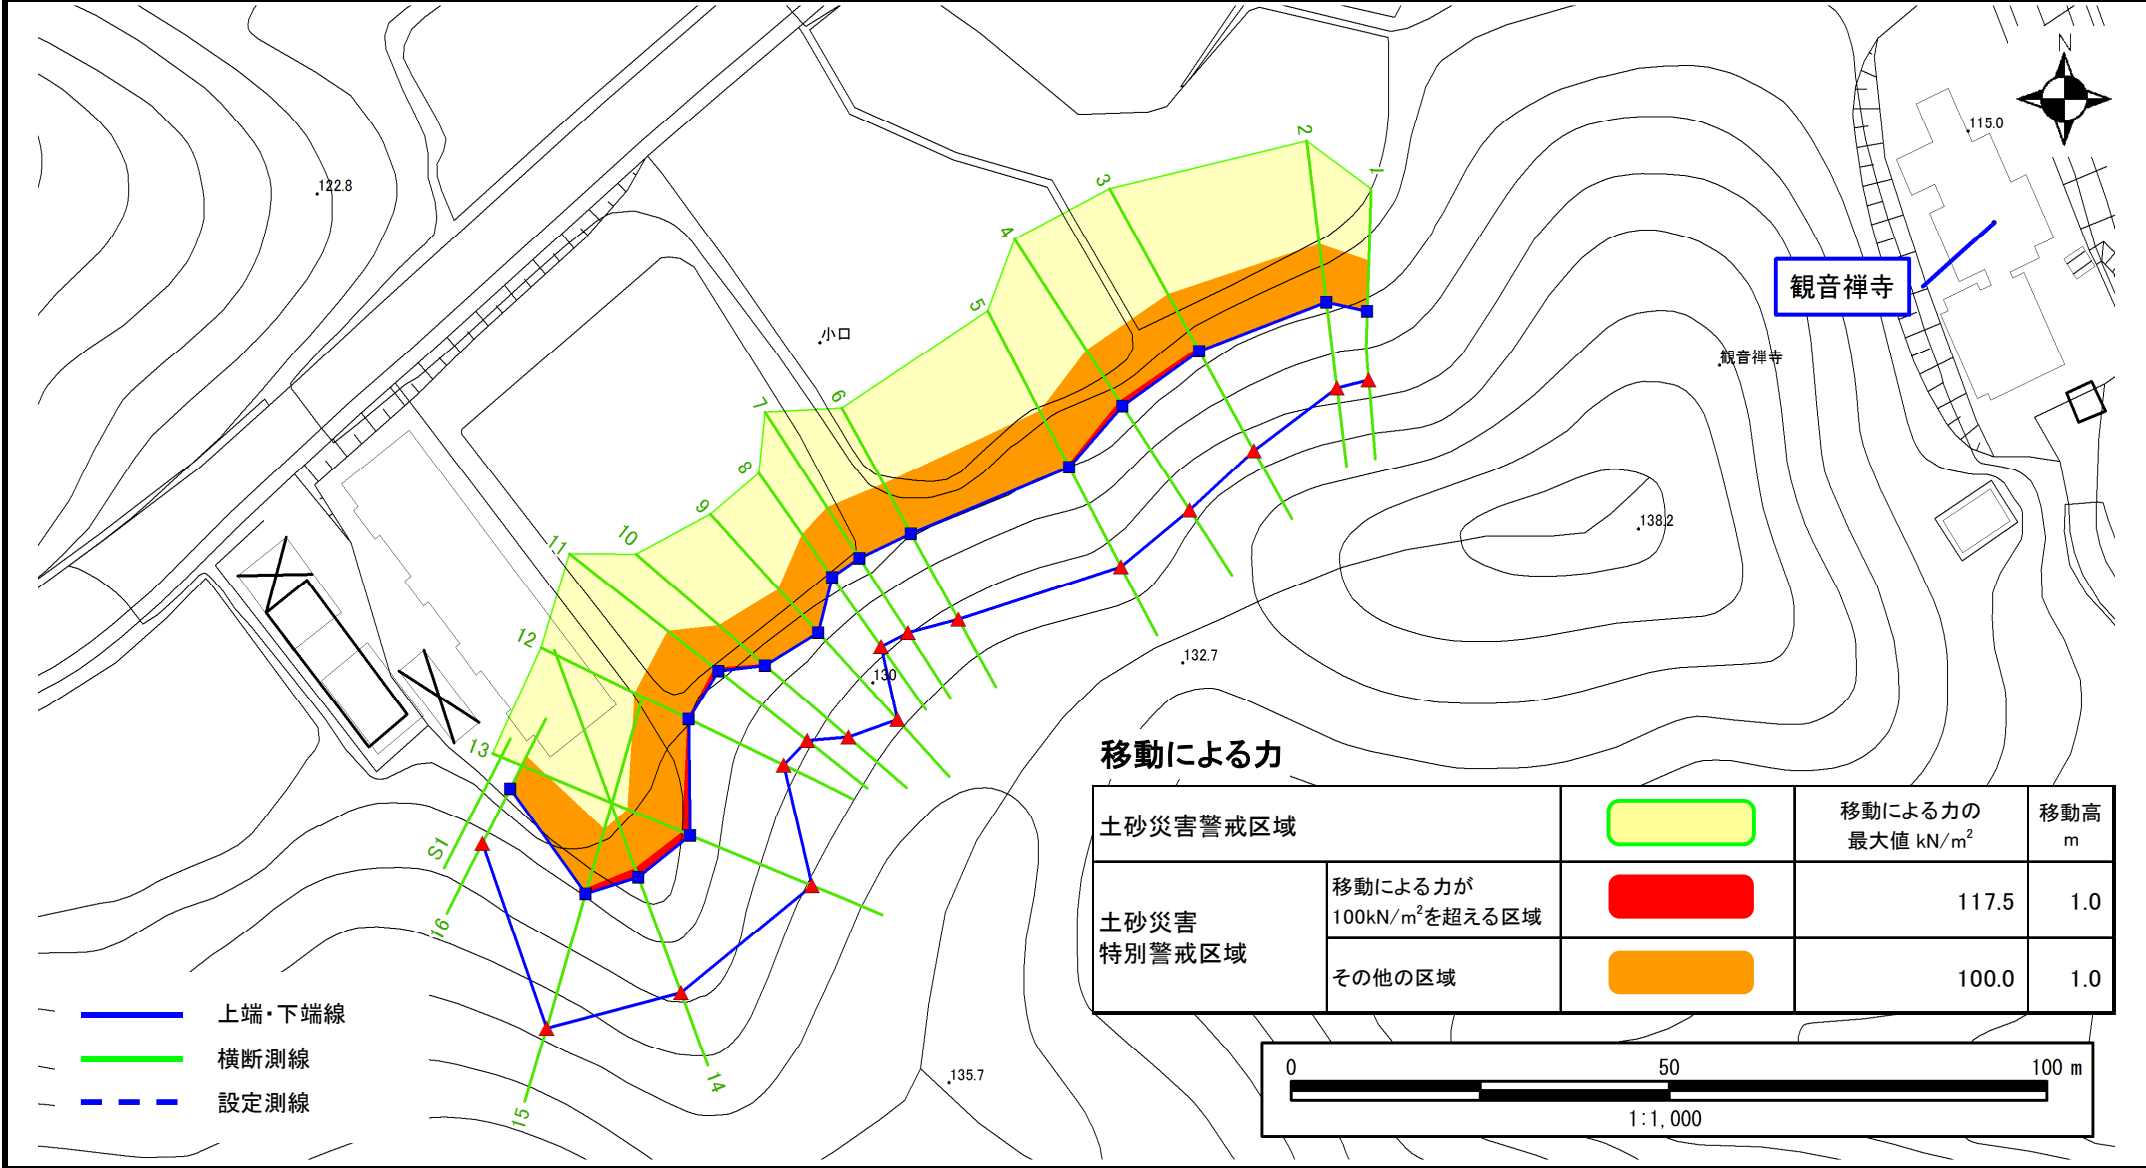 N
115.0
122.8
2
1
3
4
5
小口
観音禅寺
観音禅寺
6
7
8
9
10
11
12
13
138.2
132.7
130
S1
16
15
14
135.7
移動による力
土砂災害警戒区域
移動による力の
最大値 kN/m²
移動高
m
土砂災害
特別警戒区域
移動による力が
100kN/m²を超える区域
117.5
1.0
その他の区域
100.0
1.0
上端・下端線
横断測線
設定測線
0 50 100 m
1:1,000